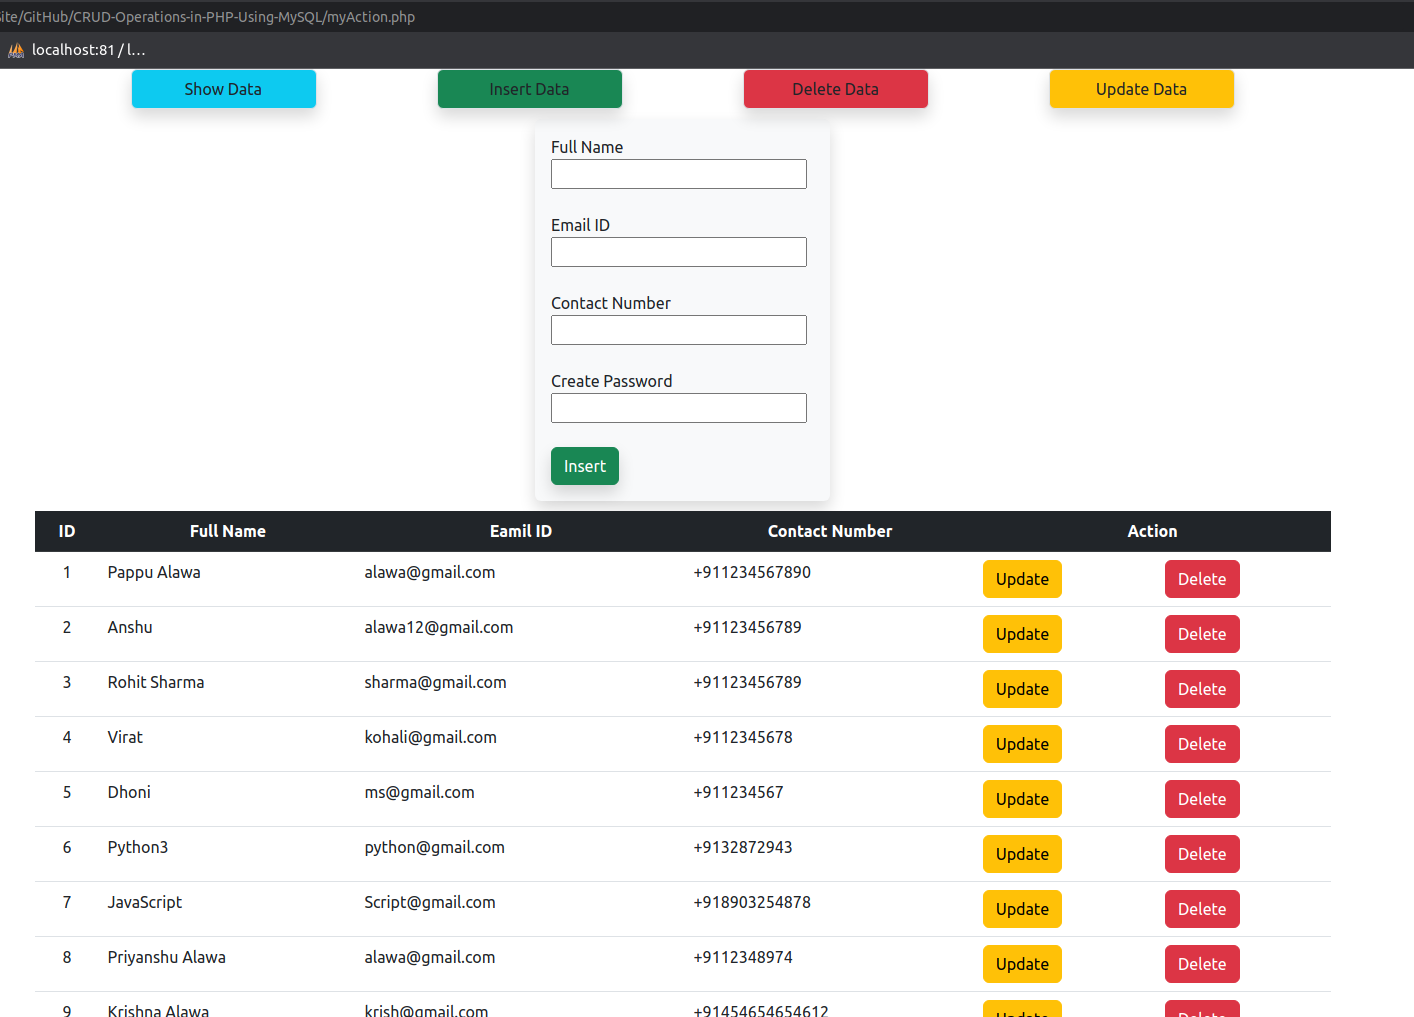 Site/GitHub/CRUD-Operations-in-PHP-Using-MySQL/myAction.php
localhost:81 / l...
Show Data Insert Data Delete Data Update Data
Full Name
Email ID
Contact Number
Create Password
Insert
ID Full Name Eamil ID Contact Number Action
1 Pappu Alawa alawa@gmail.com +911234567890 Update Delete
2 Anshu alawa12@gmail.com +91123456789 Update Delete
3 Rohit Sharma sharma@gmail.com +91123456789 Update Delete
4 Virat kohali@gmail.com +9112345678 Update Delete
5 Dhoni ms@gmail.com +911234567 Update Delete
6 Python3 python@gmail.com +9132872943 Update Delete
7 JavaScript Script@gmail.com +918903254878 Update Delete
8 Priyanshu Alawa alawa@gmail.com +9112348974 Update Delete
9 Krishna Alawa krish@gmail.com +91454654654612 Update Delete